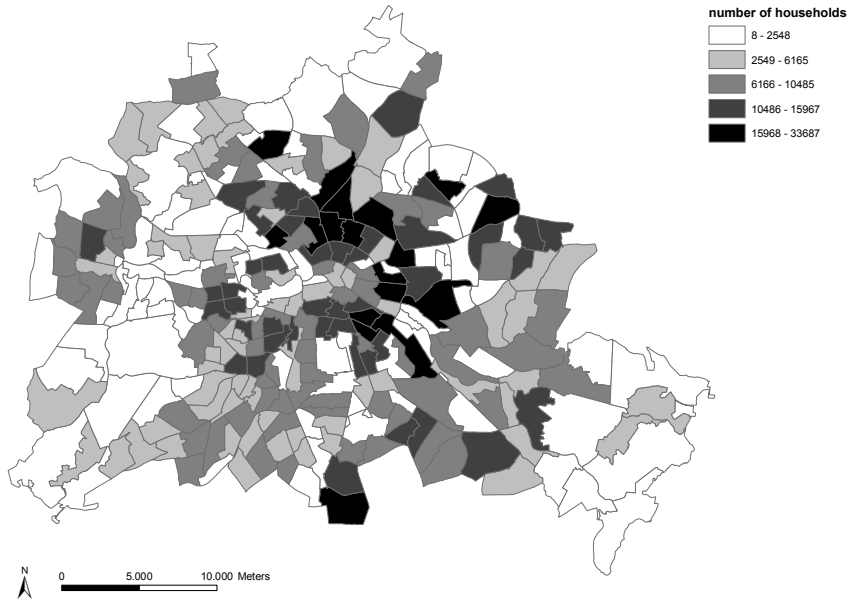 number of households
8 - 2548
2549 - 6165
6166 - 10485
10486 - 15967
15968 - 33687
N
0 5.000 10.000 Meters